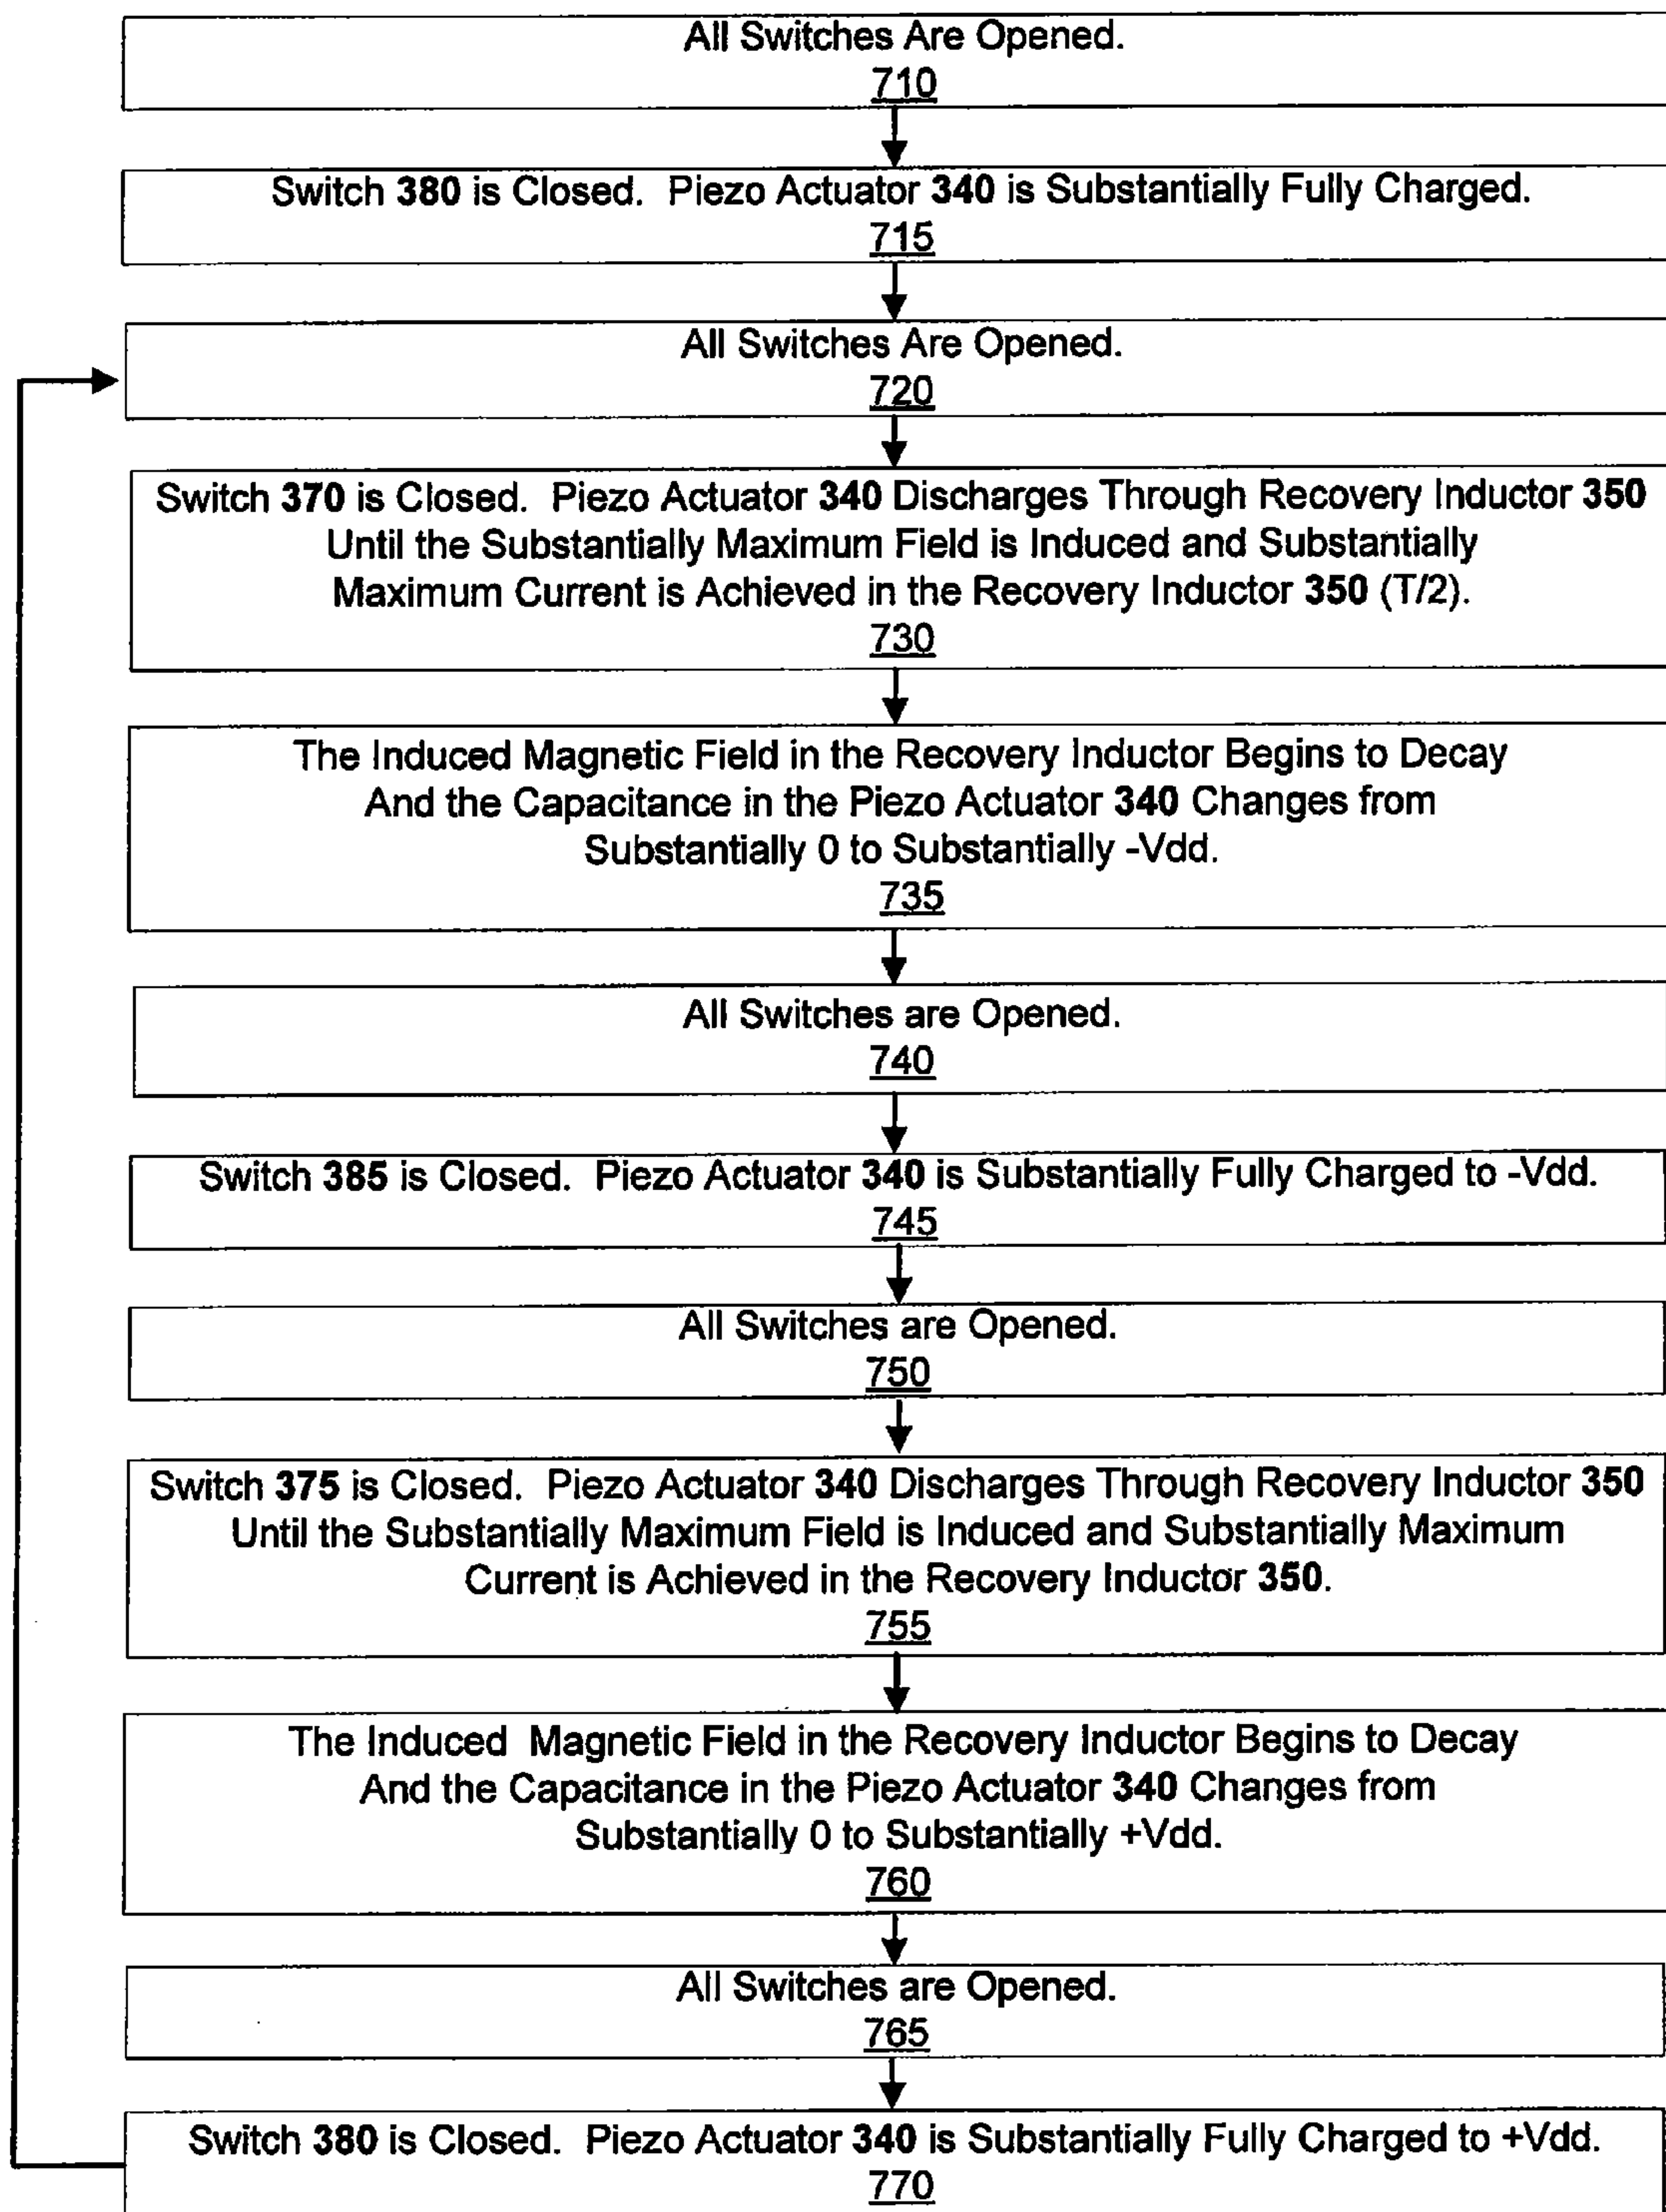 All Switches Are Opened.
710
Switch 380 is Closed. Piezo Actuator 340 is Substantially Fully Charged.
715
All Switches Are Opened.
720
Switch 370 is Closed. Piezo Actuator 340 Discharges Through Recovery Inductor 350
Until the Substantially Maximum Field is Induced and Substantially
Maximum Current is Achieved in the Recovery Inductor 350 (T/2).
730
The Induced Magnetic Field in the Recovery Inductor Begins to Decay
And the Capacitance in the Piezo Actuator 340 Changes from
Substantially 0 to Substantially -Vdd.
735
All Switches are Opened.
740
Switch 385 is Closed. Piezo Actuator 340 is Substantially Fully Charged to -Vdd.
745
All Switches are Opened.
750
Switch 375 is Closed. Piezo Actuator 340 Discharges Through Recovery Inductor 350
Until the Substantially Maximum Field is Induced and Substantially Maximum
Current is Achieved in the Recovery Inductor 350.
755
The Induced Magnetic Field in the Recovery Inductor Begins to Decay
And the Capacitance in the Piezo Actuator 340 Changes from
Substantially 0 to Substantially +Vdd.
760
All Switches are Opened.
765
Switch 380 is Closed. Piezo Actuator 340 is Substantially Fully Charged to +Vdd.
770